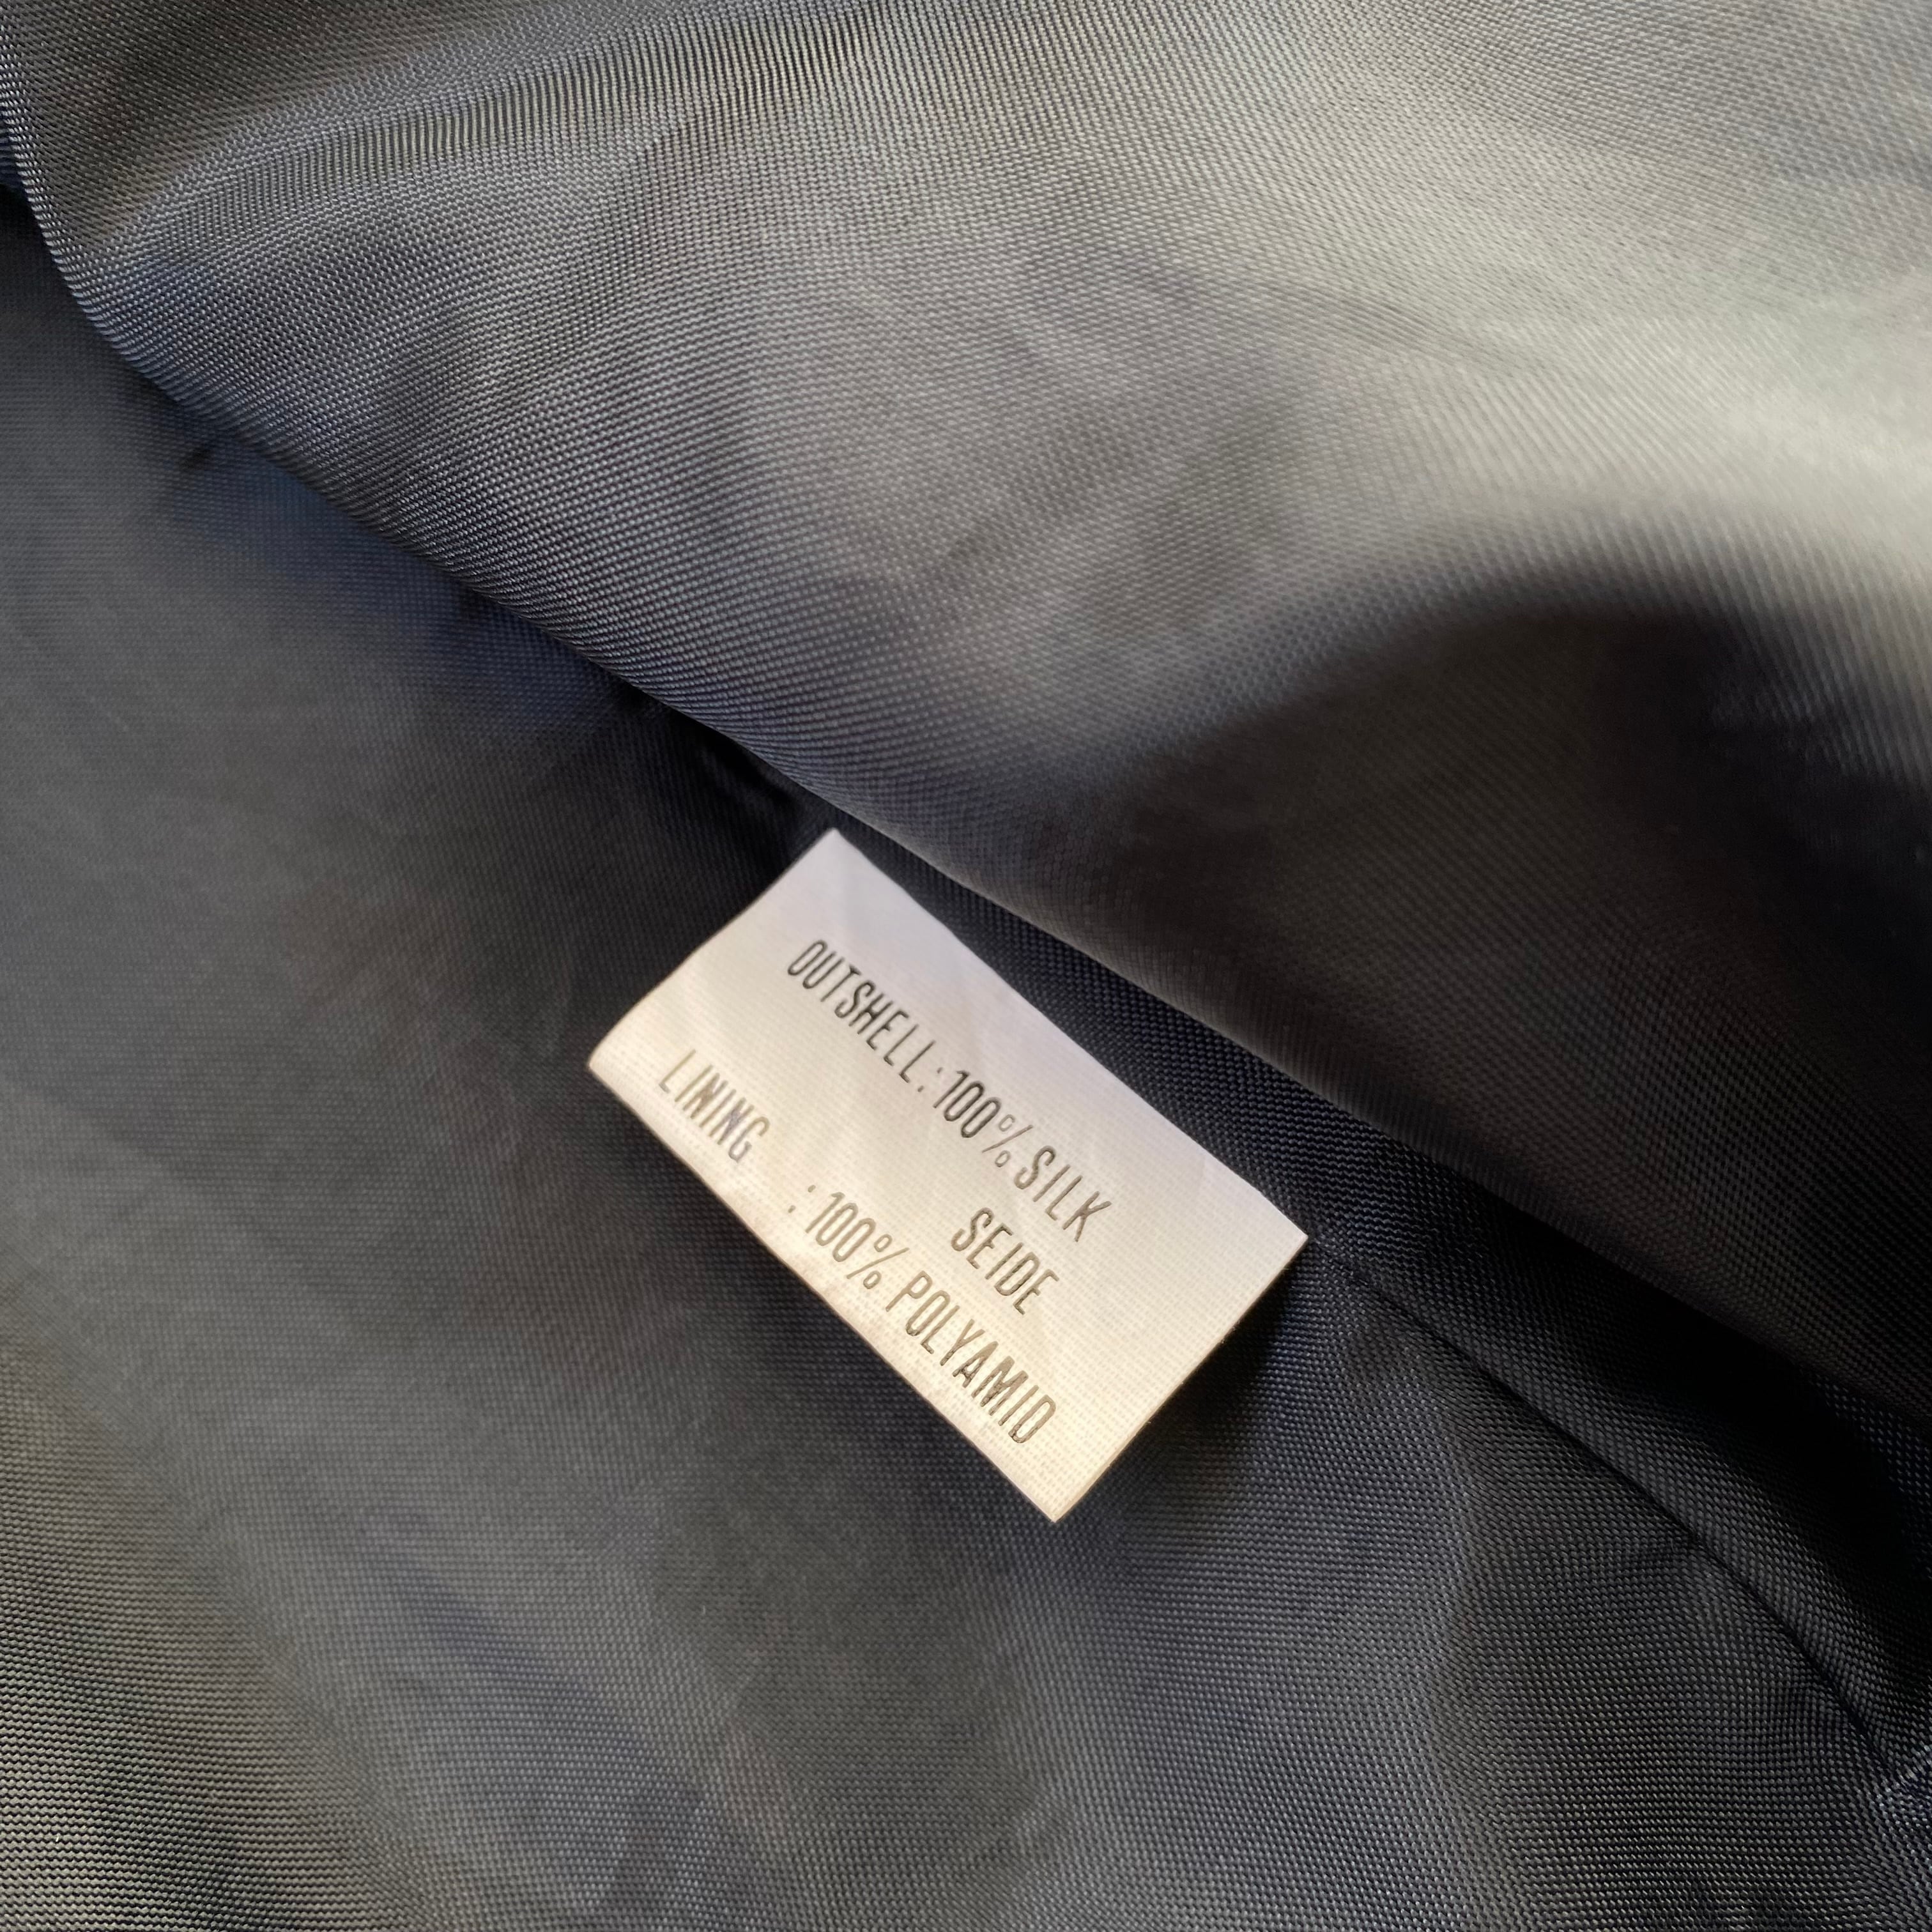 OUTSHELL:100% SILK
SEIDE
LINING :100% POLYAMID